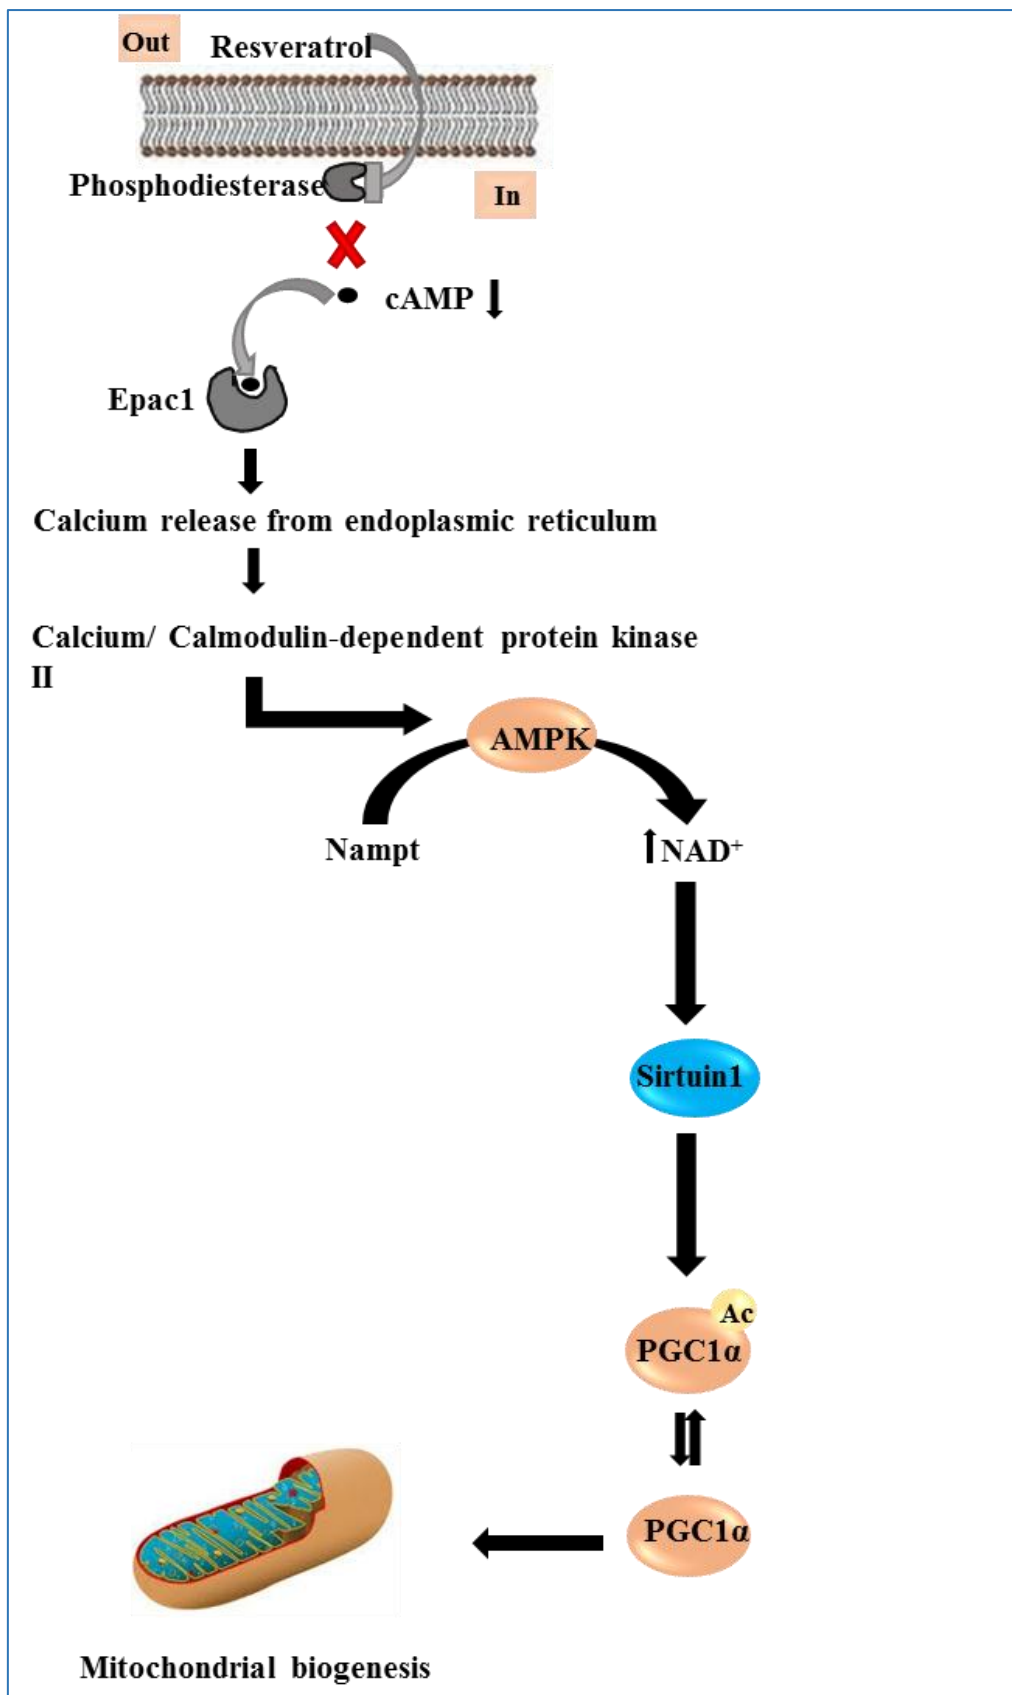 Out
Resveratrol
Phosphodiesterase
In
cAMP ↓
Epac1
Calcium release from endoplasmic reticulum
Calcium/ Calmodulin-dependent protein kinase
II
AMPK
Nampt
↑NAD⁺
Sirtuin1
Ac
PGC1α
PGC1α
Mitochondrial biogenesis